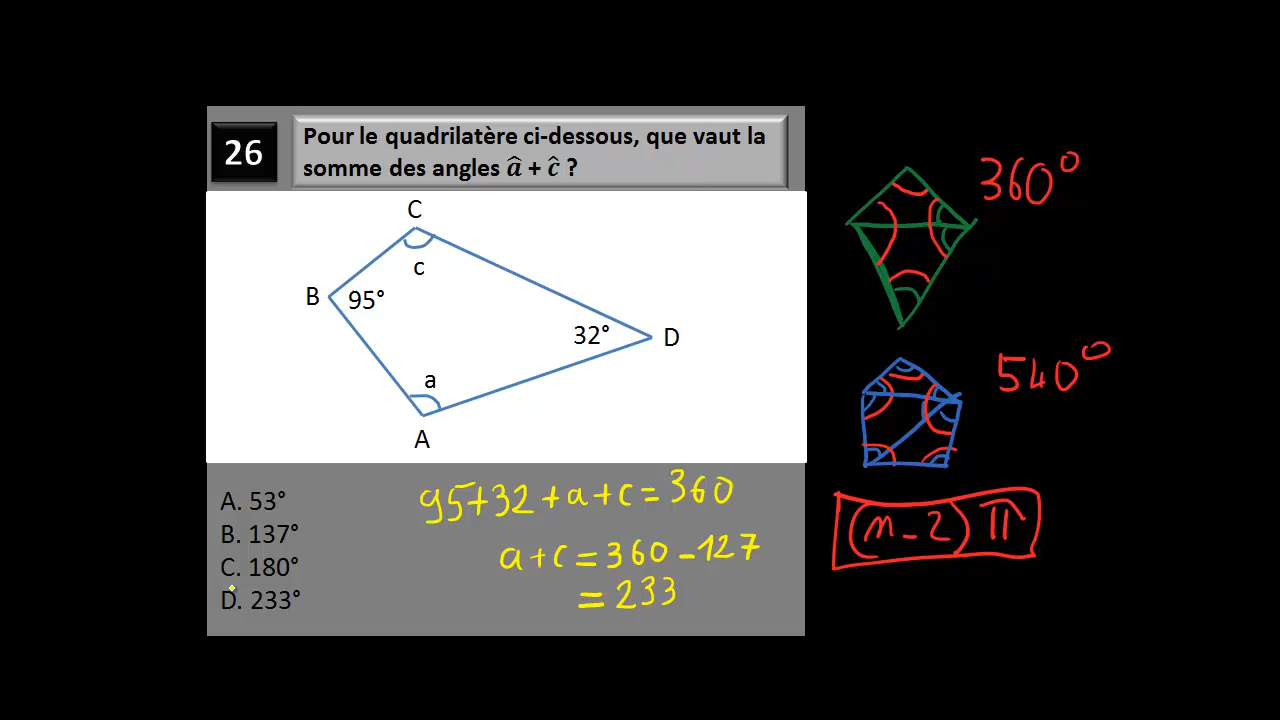 26
Pour le quadrilatère ci-dessous, que vaut la
somme des angles â + ĉ ?
C
c
B
95°
32°
D
a
A
A. 53°
B. 137°
C. 180°
D. 233°
95+32+a+c=360
a+c=360-127
=233
360°
540°
(n-2)π